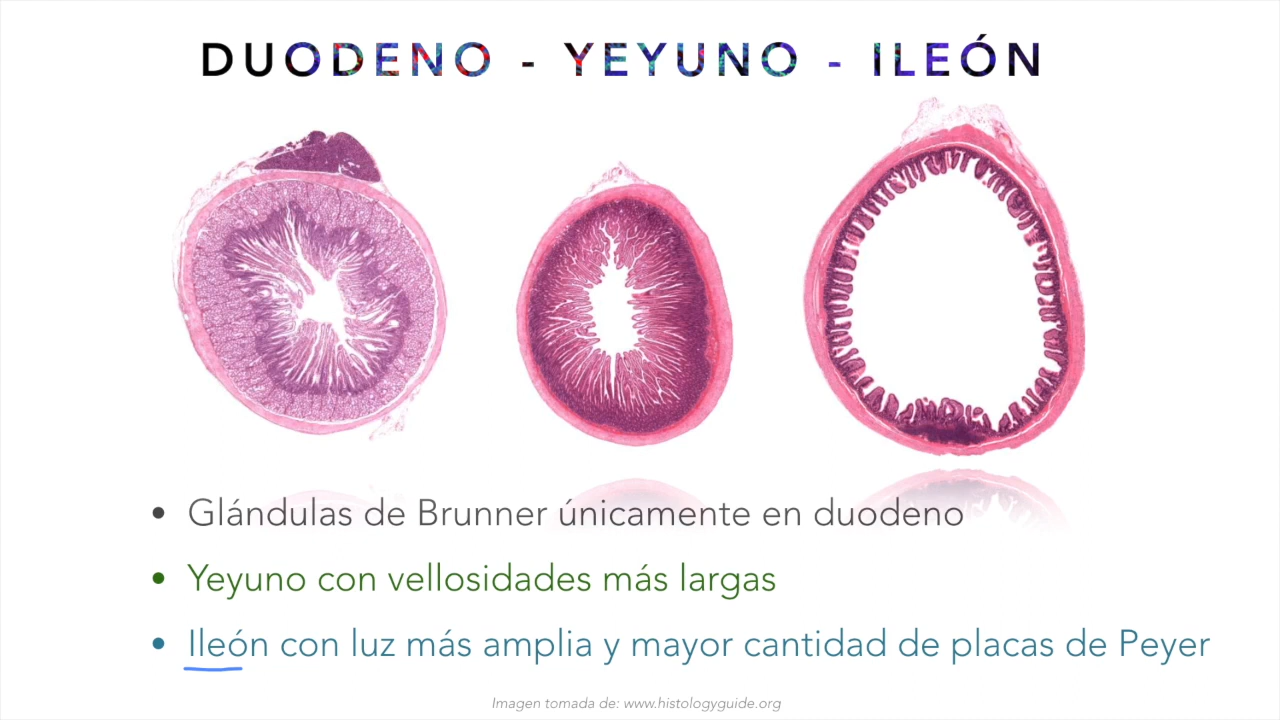 DUODENO - YEYUNO - ILEÓN
• Glándulas de Brunner únicamente en duodeno
• Yeyuno con vellosidades más largas
• Ileón con luz más amplia y mayor cantidad de placas de Peyer
Imagen tomada de: www.histologyguide.org